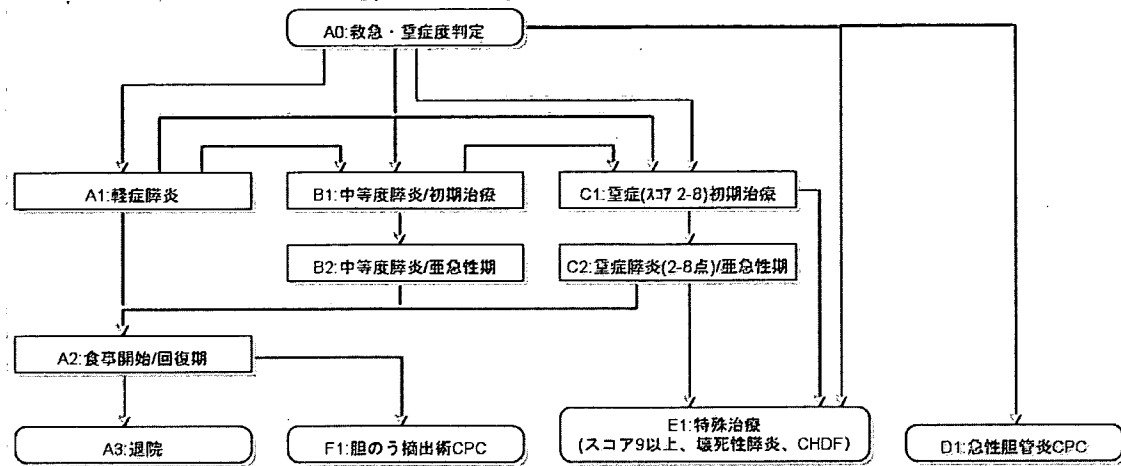 A0:救急・重症度判定
A1:軽症膵炎
B1:中等度膵炎/初期治療
C1:重症(ｽｺｱ 2-8)初期治療
B2:中等度膵炎/亜急性期
C2:重症膵炎(2-8点)/亜急性期
A2:食事開始/回復期
A3:退院
F1:胆のう摘出術CPC
E1:特殊治療
(スコア9以上、壊死性膵炎、CHDF)
D1:急性胆管炎CPC